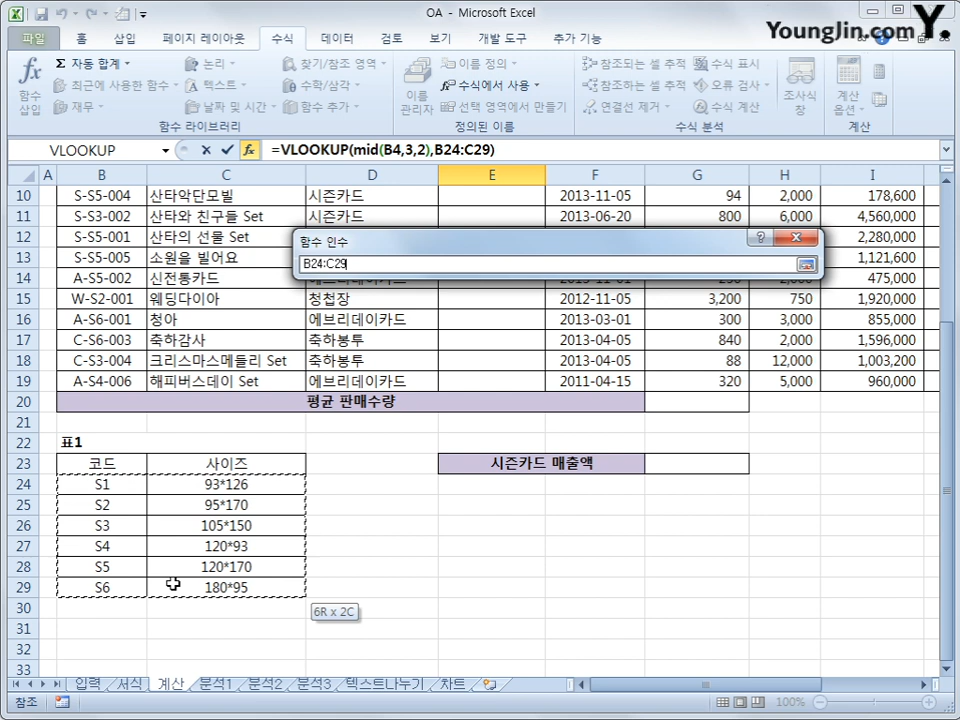 OA - Microsoft Excel
Younglin.com Y.
파일 홈 삽입 페이지 레이아웃 수식 데이터 검토 보기 개발 도구 추가 기능
fx 함수 삽입
Σ 자동 합계
최근에 사용한 함수
재무
논리
텍스트
날짜 및 시간
찾기/참조 영역
수학/삼각
함수 추가
함수 라이브러리
이름 관리자
이름 정의
수식에서 사용
선택 영역에서 만들기
정의된 이름
참조되는 셀 추적
참조하는 셀 추적
연결선 제거
수식 표시
오류 검사
수식 계산
수식 분석
조사식 창
계산 옵션
계산
VLOOKUP =VLOOKUP(mid(B4,3,2),B24:C29)
A B C D E F G H I
10 S-S5-004 산타악단모빌 시즌카드 2013-11-05 94 2,000 178,600
11 S-S3-002 산타와 친구들 Set 시즌카드 2013-06-20 800 6,000 4,560,000
12 S-S5-001 산타의 선물 Set 2,280,000
함수 인수
13 S-S5-005 소원을 빌어요 1,121,600
B24:C29
14 A-S5-002 신전통카드 475,000
15 W-S2-001 웨딩다이아 청첩장 2012-11-05 3,200 750 1,920,000
16 A-S6-001 청아 에브리데이카드 2013-03-01 300 3,000 855,000
17 C-S6-003 축하감사 축하봉투 2013-04-05 840 2,000 1,596,000
18 C-S3-004 크리스마스메들리 Set 축하봉투 2013-04-05 88 12,000 1,003,200
19 A-S4-006 해피버스데이 Set 에브리데이카드 2011-04-15 320 5,000 960,000
20 평균 판매수량
21
22 표1
23 코드 사이즈 시즌카드 매출액
24 S1 93*126
25 S2 95*170
26 S3 105*150
27 S4 120*93
28 S5 120*170
29 S6 180*95
30 6R x 2C
31
32
33
입력 서식 계산 분석1 분석2 분석3 텍스트나누기 차트
참조 100%